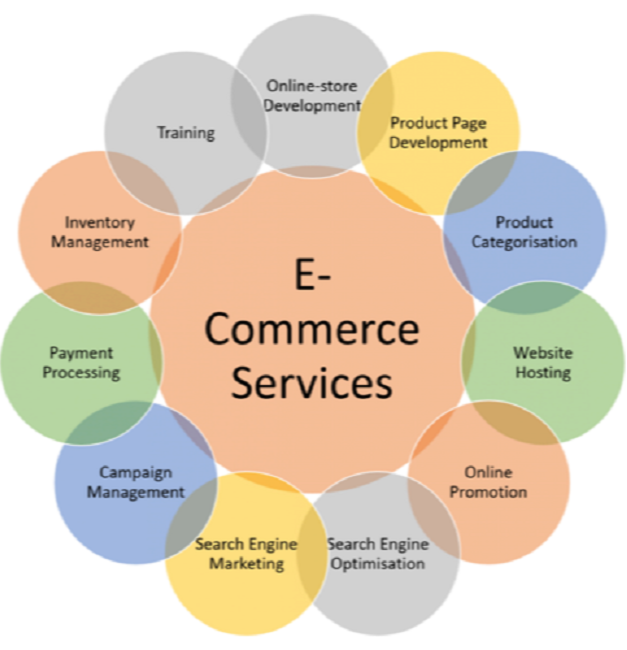 E-
Commerce
Services
Online-store
Development
Product Page
Development
Product
Categorisation
Website
Hosting
Online
Promotion
Search Engine
Optimisation
Search Engine
Marketing
Campaign
Management
Payment
Processing
Inventory
Management
Training